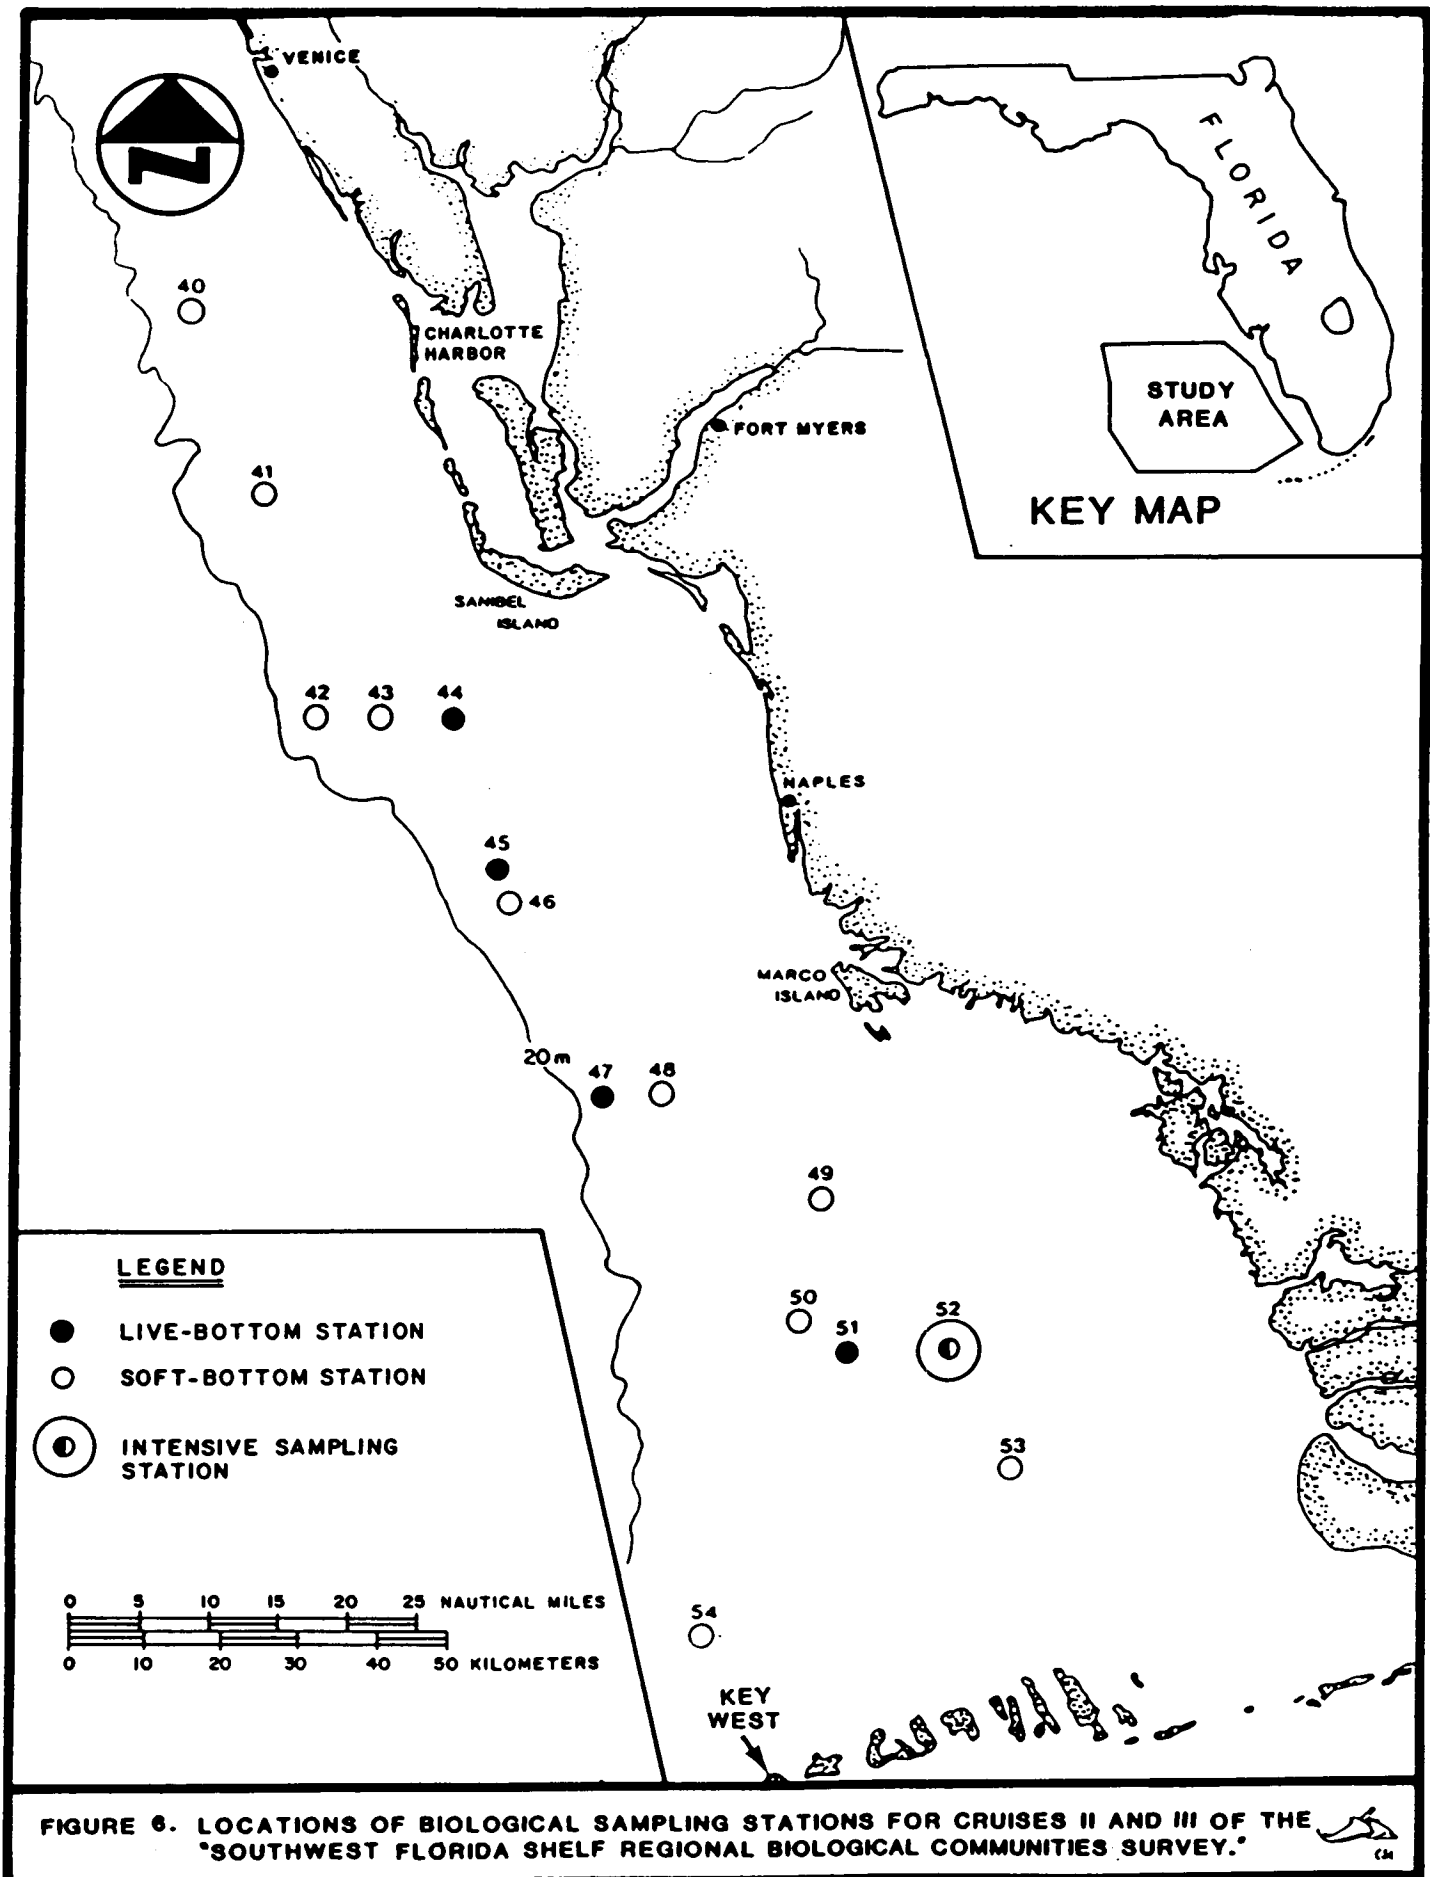 VENICE
N
FLORIDA
40
CHARLOTTE
HARBOR
STUDY
AREA
FORT MYERS
41
KEY MAP
SANIBEL
ISLAND
42 43 44
NAPLES
45
46
MARCO
ISLAND
20m
47 48
49
50
51
52
53
LEGEND
LIVE-BOTTOM STATION
SOFT-BOTTOM STATION
INTENSIVE SAMPLING
STATION
0 5 10 15 20 25 NAUTICAL MILES
0 10 20 30 40 50 KILOMETERS
54
KEY
WEST
FIGURE 6. LOCATIONS OF BIOLOGICAL SAMPLING STATIONS FOR CRUISES II AND III OF THE
"SOUTHWEST FLORIDA SHELF REGIONAL BIOLOGICAL COMMUNITIES SURVEY."